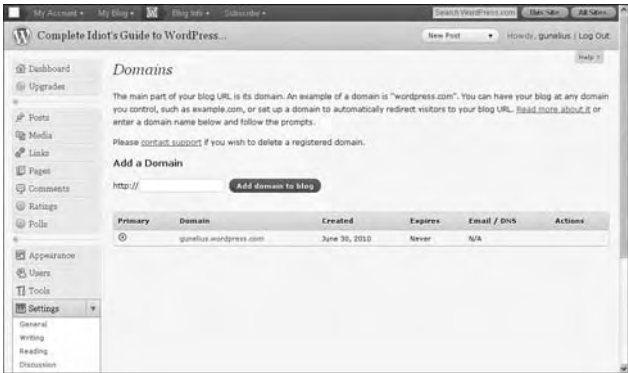 My Account My Blog Blog Info Subscribe Search WordPress.com This Site All Sites
Complete Idiot's Guide to WordPress... New Post Howdy, gunelius | Log Out
Help
Dashboard
Upgrades
Posts
Media
Links
Pages
Comments
Ratings
Polls
Appearance
Users
Tools
Settings
General
Writing
Reading
Discussion
Domains
The main part of your blog URL is its domain. An example of a domain is "wordpress.com". You can have your blog at any domain
you control, such as example.com, or set up a domain to automatically redirect visitors to your blog URL. Read more about it or
enter a domain name below and follow the prompts.
Please contact support if you wish to delete a registered domain.
Add a Domain
http:// Add domain to blog
Primary Domain Created Expires Email / DNS Actions
gunelius.wordpress.com June 30, 2010 Never N/A